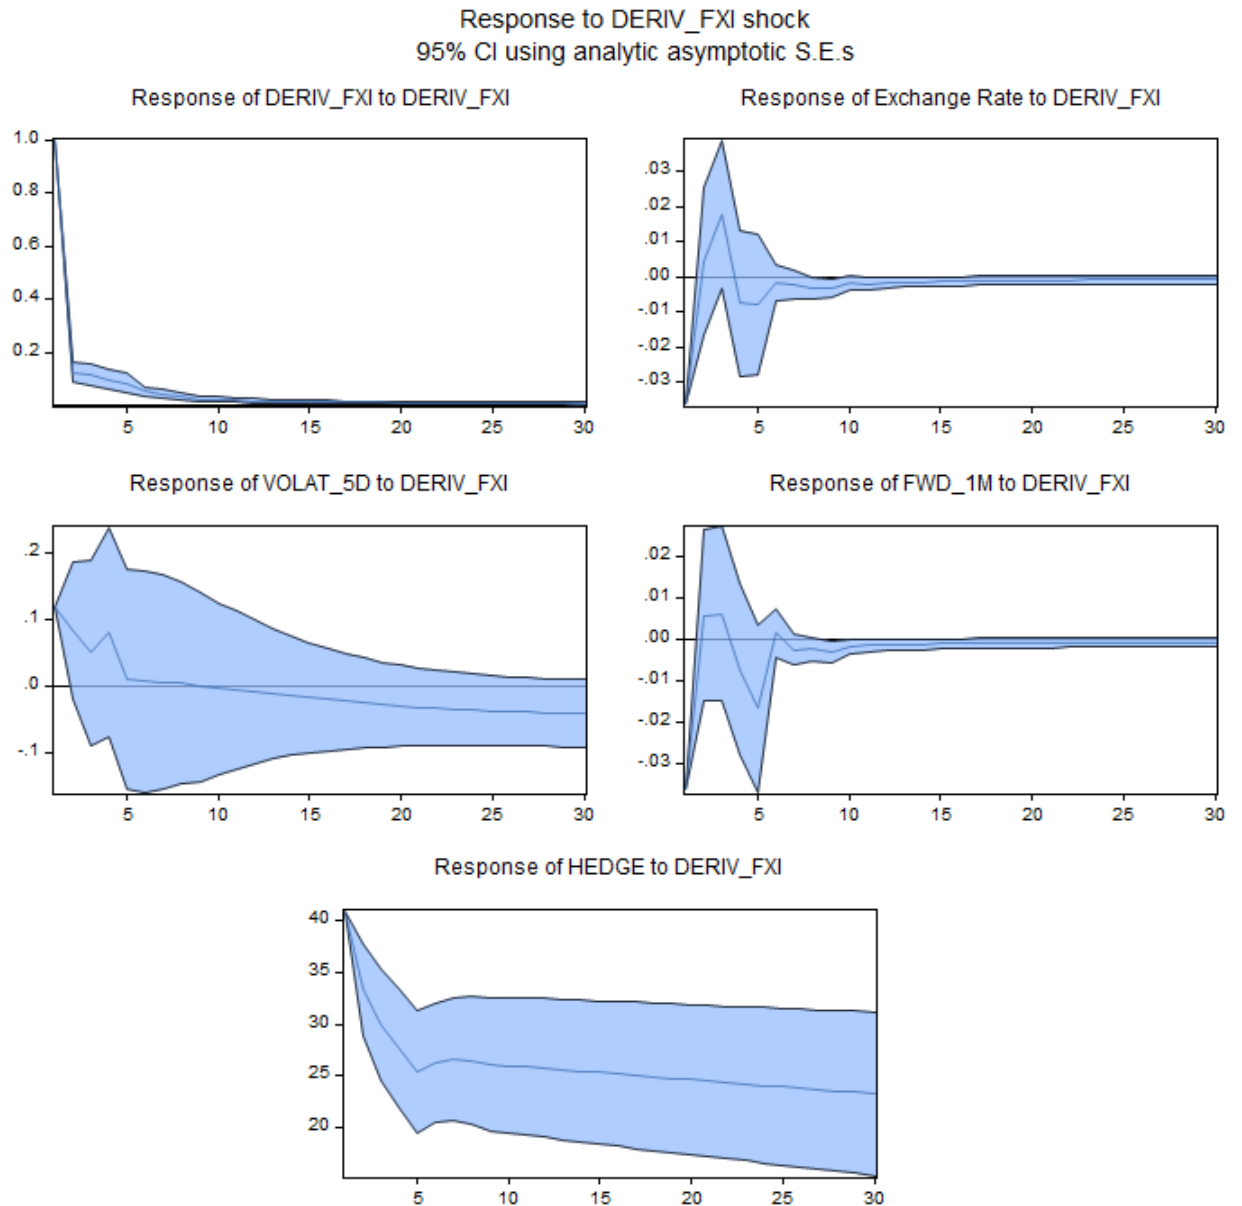 Response to DERIV_FXI shock
95% CI using analytic asymptotic S.E.s
Response of DERIV_FXI to DERIV_FXI
1.0
0.8
0.6
0.4
0.2
5 10 15 20 25 30
Response of Exchange Rate to DERIV_FXI
.03
.02
.01
.00
-.01
-.02
-.03
5 10 15 20 25 30
Response of VOLAT_5D to DERIV_FXI
.2
.1
.0
-.1
5 10 15 20 25 30
Response of FWD_1M to DERIV_FXI
.02
.01
.00
-.01
-.02
-.03
5 10 15 20 25 30
Response of HEDGE to DERIV_FXI
40
35
30
25
20
5 10 15 20 25 30